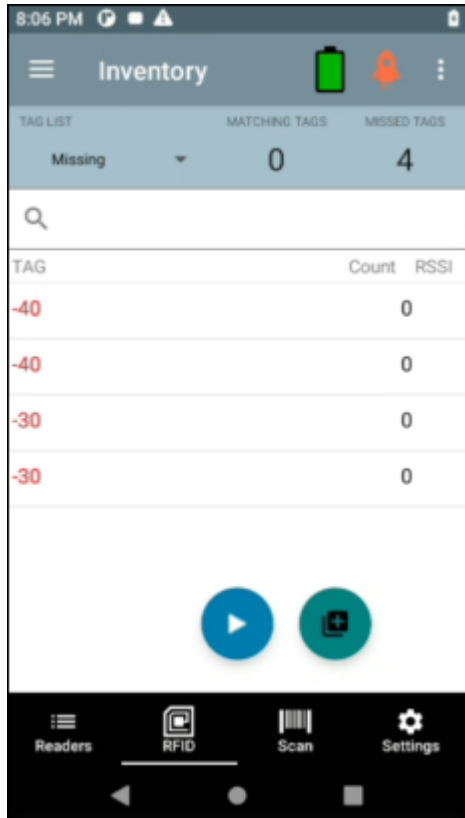 8:06 PM
Inventory
TAG LIST MATCHING TAGS MISSED TAGS
Missing 0 4
TAG Count RSSI
-40 0
-40 0
-30 0
-30 0
Readers RFID Scan Settings